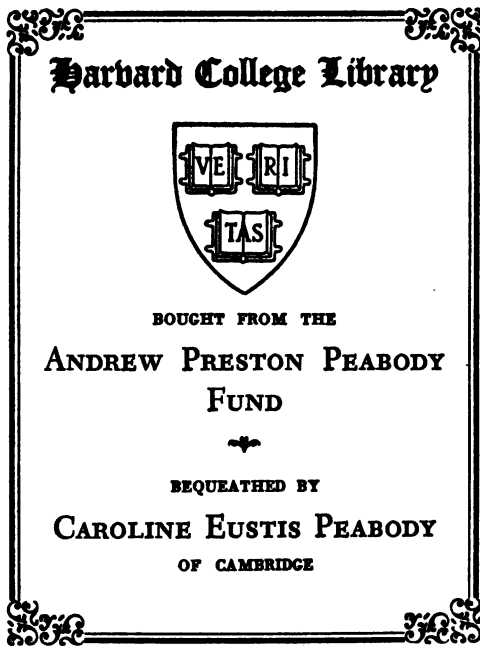 Harvard College Library
VE RI
TAS
BOUGHT FROM THE
ANDREW PRESTON PEABODY
FUND
BEQUEATHED BY
CAROLINE EUSTIS PEABODY
OF CAMBRIDGE